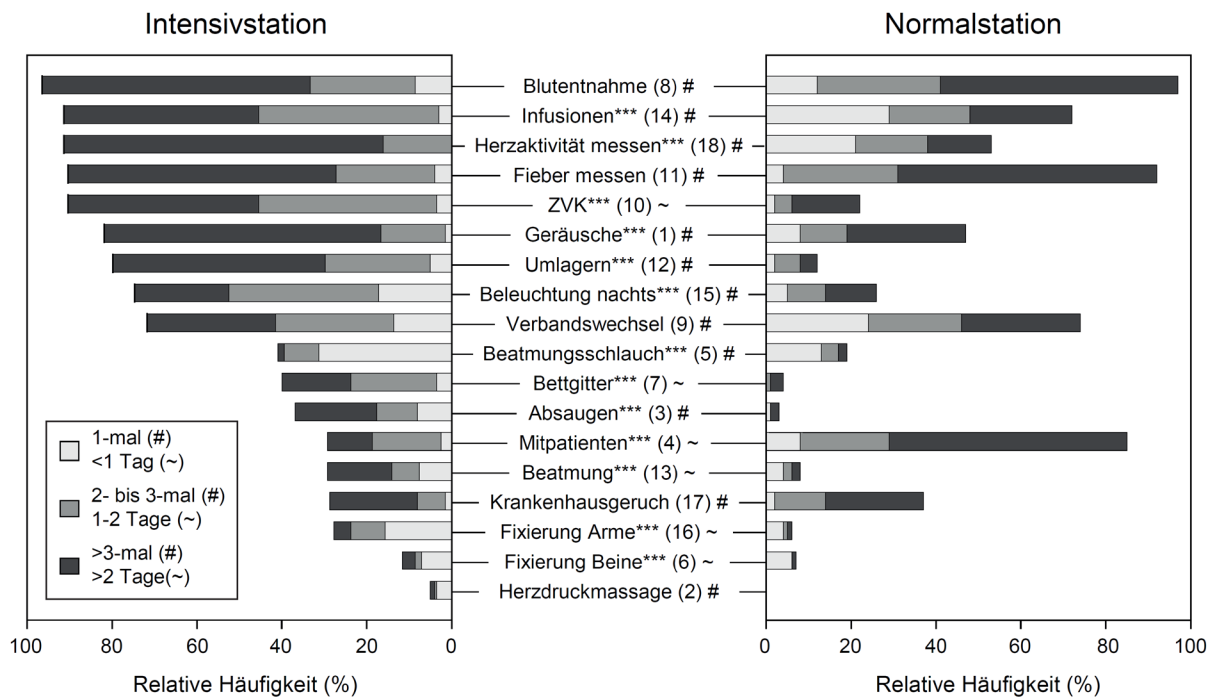 Intensivstation
Normalstation
Blutentnahme (8) #
Infusionen*** (14) #
Herzaktivität messen*** (18) #
Fieber messen (11) #
ZVK*** (10) ~
Geräusche*** (1) #
Umlagern*** (12) #
Beleuchtung nachts*** (15) #
Verbandswechsel (9) #
Beatmungsschlauch*** (5) #
Bettgitter*** (7) ~
Absaugen*** (3) #
Mitpatienten*** (4) ~
Beatmung*** (13) ~
Krankenhausgeruch (17) #
Fixierung Arme*** (16) ~
Fixierung Beine*** (6) ~
Herzdruckmassage (2) #
1-mal (#)
<1 Tag (~)
2- bis 3-mal (#)
1-2 Tage (~)
>3-mal (#)
>2 Tage(~)
100 80 60 40 20 0
0 20 40 60 80 100
Relative Häufigkeit (%)
Relative Häufigkeit (%)